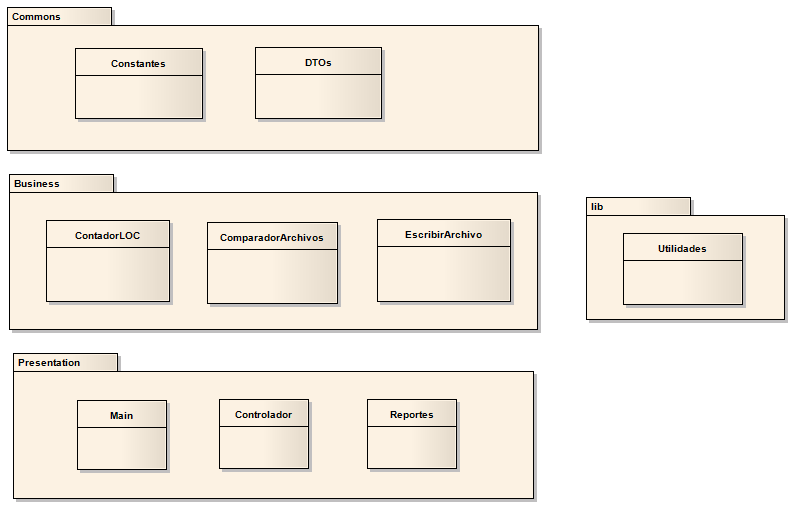 Commons
Constantes
DTOs
Business
ContadorLOC
ComparadorArchivos
EscribirArchivo
lib
Utilidades
Presentation
Main
Controlador
Reportes